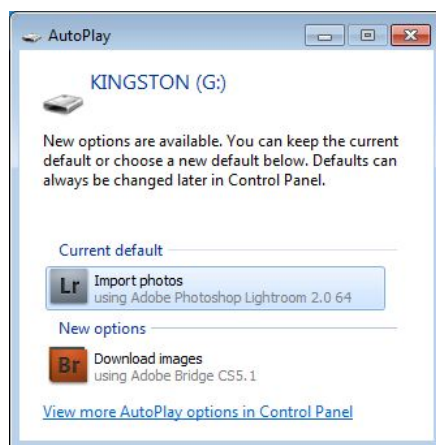 AutoPlay
KINGSTON (G:)
New options are available. You can keep the current
default or choose a new default below. Defaults can
always be changed later in Control Panel.
Current default
Lr
Import photos
using Adobe Photoshop Lightroom 2.0 64
New options
Br
Download images
using Adobe Bridge CS5.1
View more AutoPlay options in Control Panel